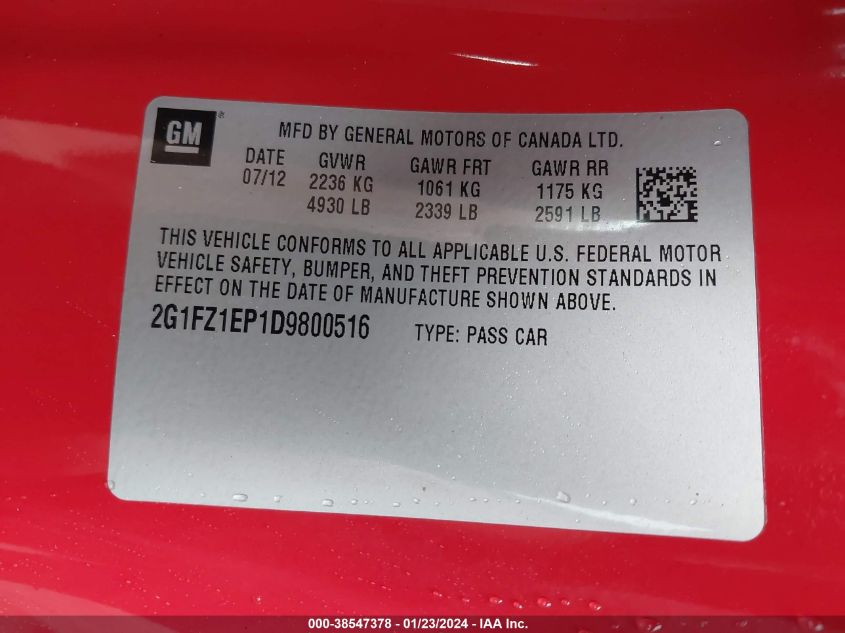 GM ®
MFD BY GENERAL MOTORS OF CANADA LTD.
DATE GVWR GAWR FRT GAWR RR
07/12 2236 KG 1061 KG 1175 KG
4930 LB 2339 LB 2591 LB
THIS VEHICLE CONFORMS TO ALL APPLICABLE U.S. FEDERAL MOTOR
VEHICLE SAFETY, BUMPER, AND THEFT PREVENTION STANDARDS IN
EFFECT ON THE DATE OF MANUFACTURE SHOWN ABOVE.
2G1FZ1EP1D9800516 TYPE: PASS CAR
000-38547378 - 01/23/2024 - IAA Inc.